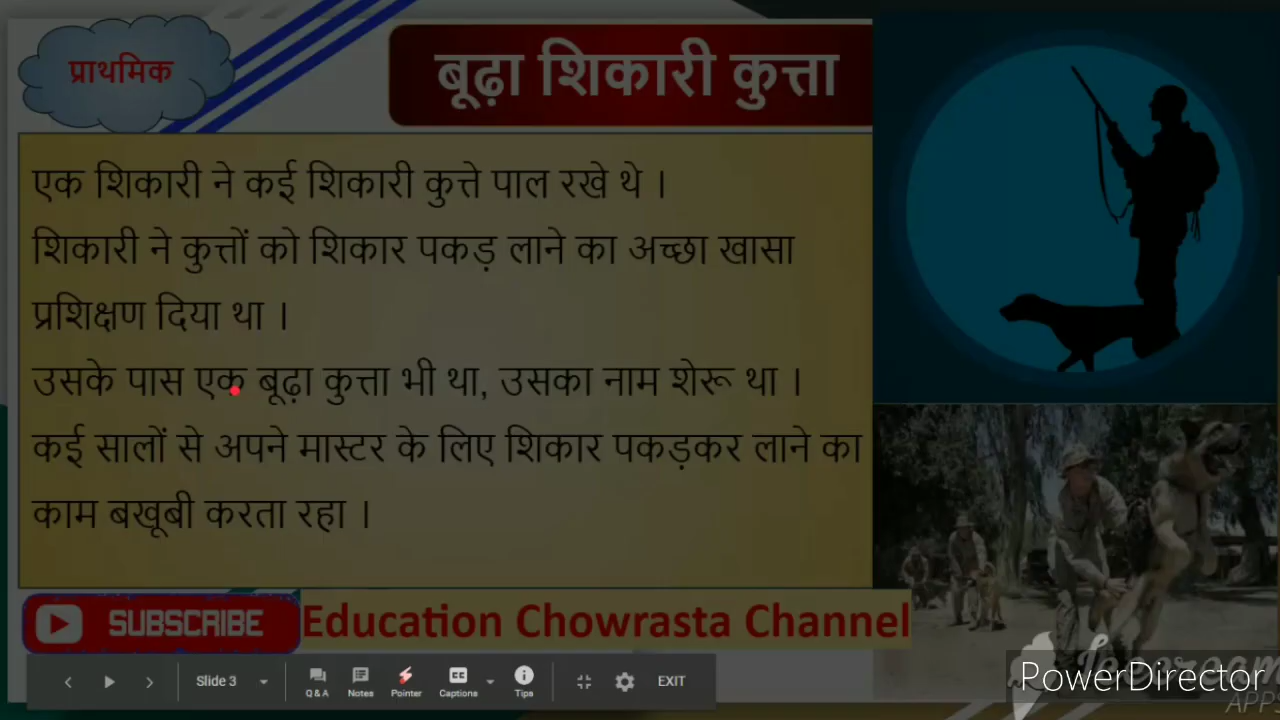 प्राथमिक
बूढ़ा शिकारी कुत्ता
एक शिकारी ने कई शिकारी कुत्ते पाल रखे थे ।
शिकारी ने कुत्तों को शिकार पकड़ लाने का अच्छा खासा
प्रशिक्षण दिया था ।
उसके पास एक बूढ़ा कुत्ता भी था, उसका नाम शेरू था ।
कई सालों से अपने मास्टर के लिए शिकार पकड़कर लाने का
काम बखूबी करता रहा ।
SUBSCRIBE
Education Chowrasta Channel
Slide 3
Q & A
Notes
Pointer
Captions
Tips
EXIT
PowerDirector
APPS